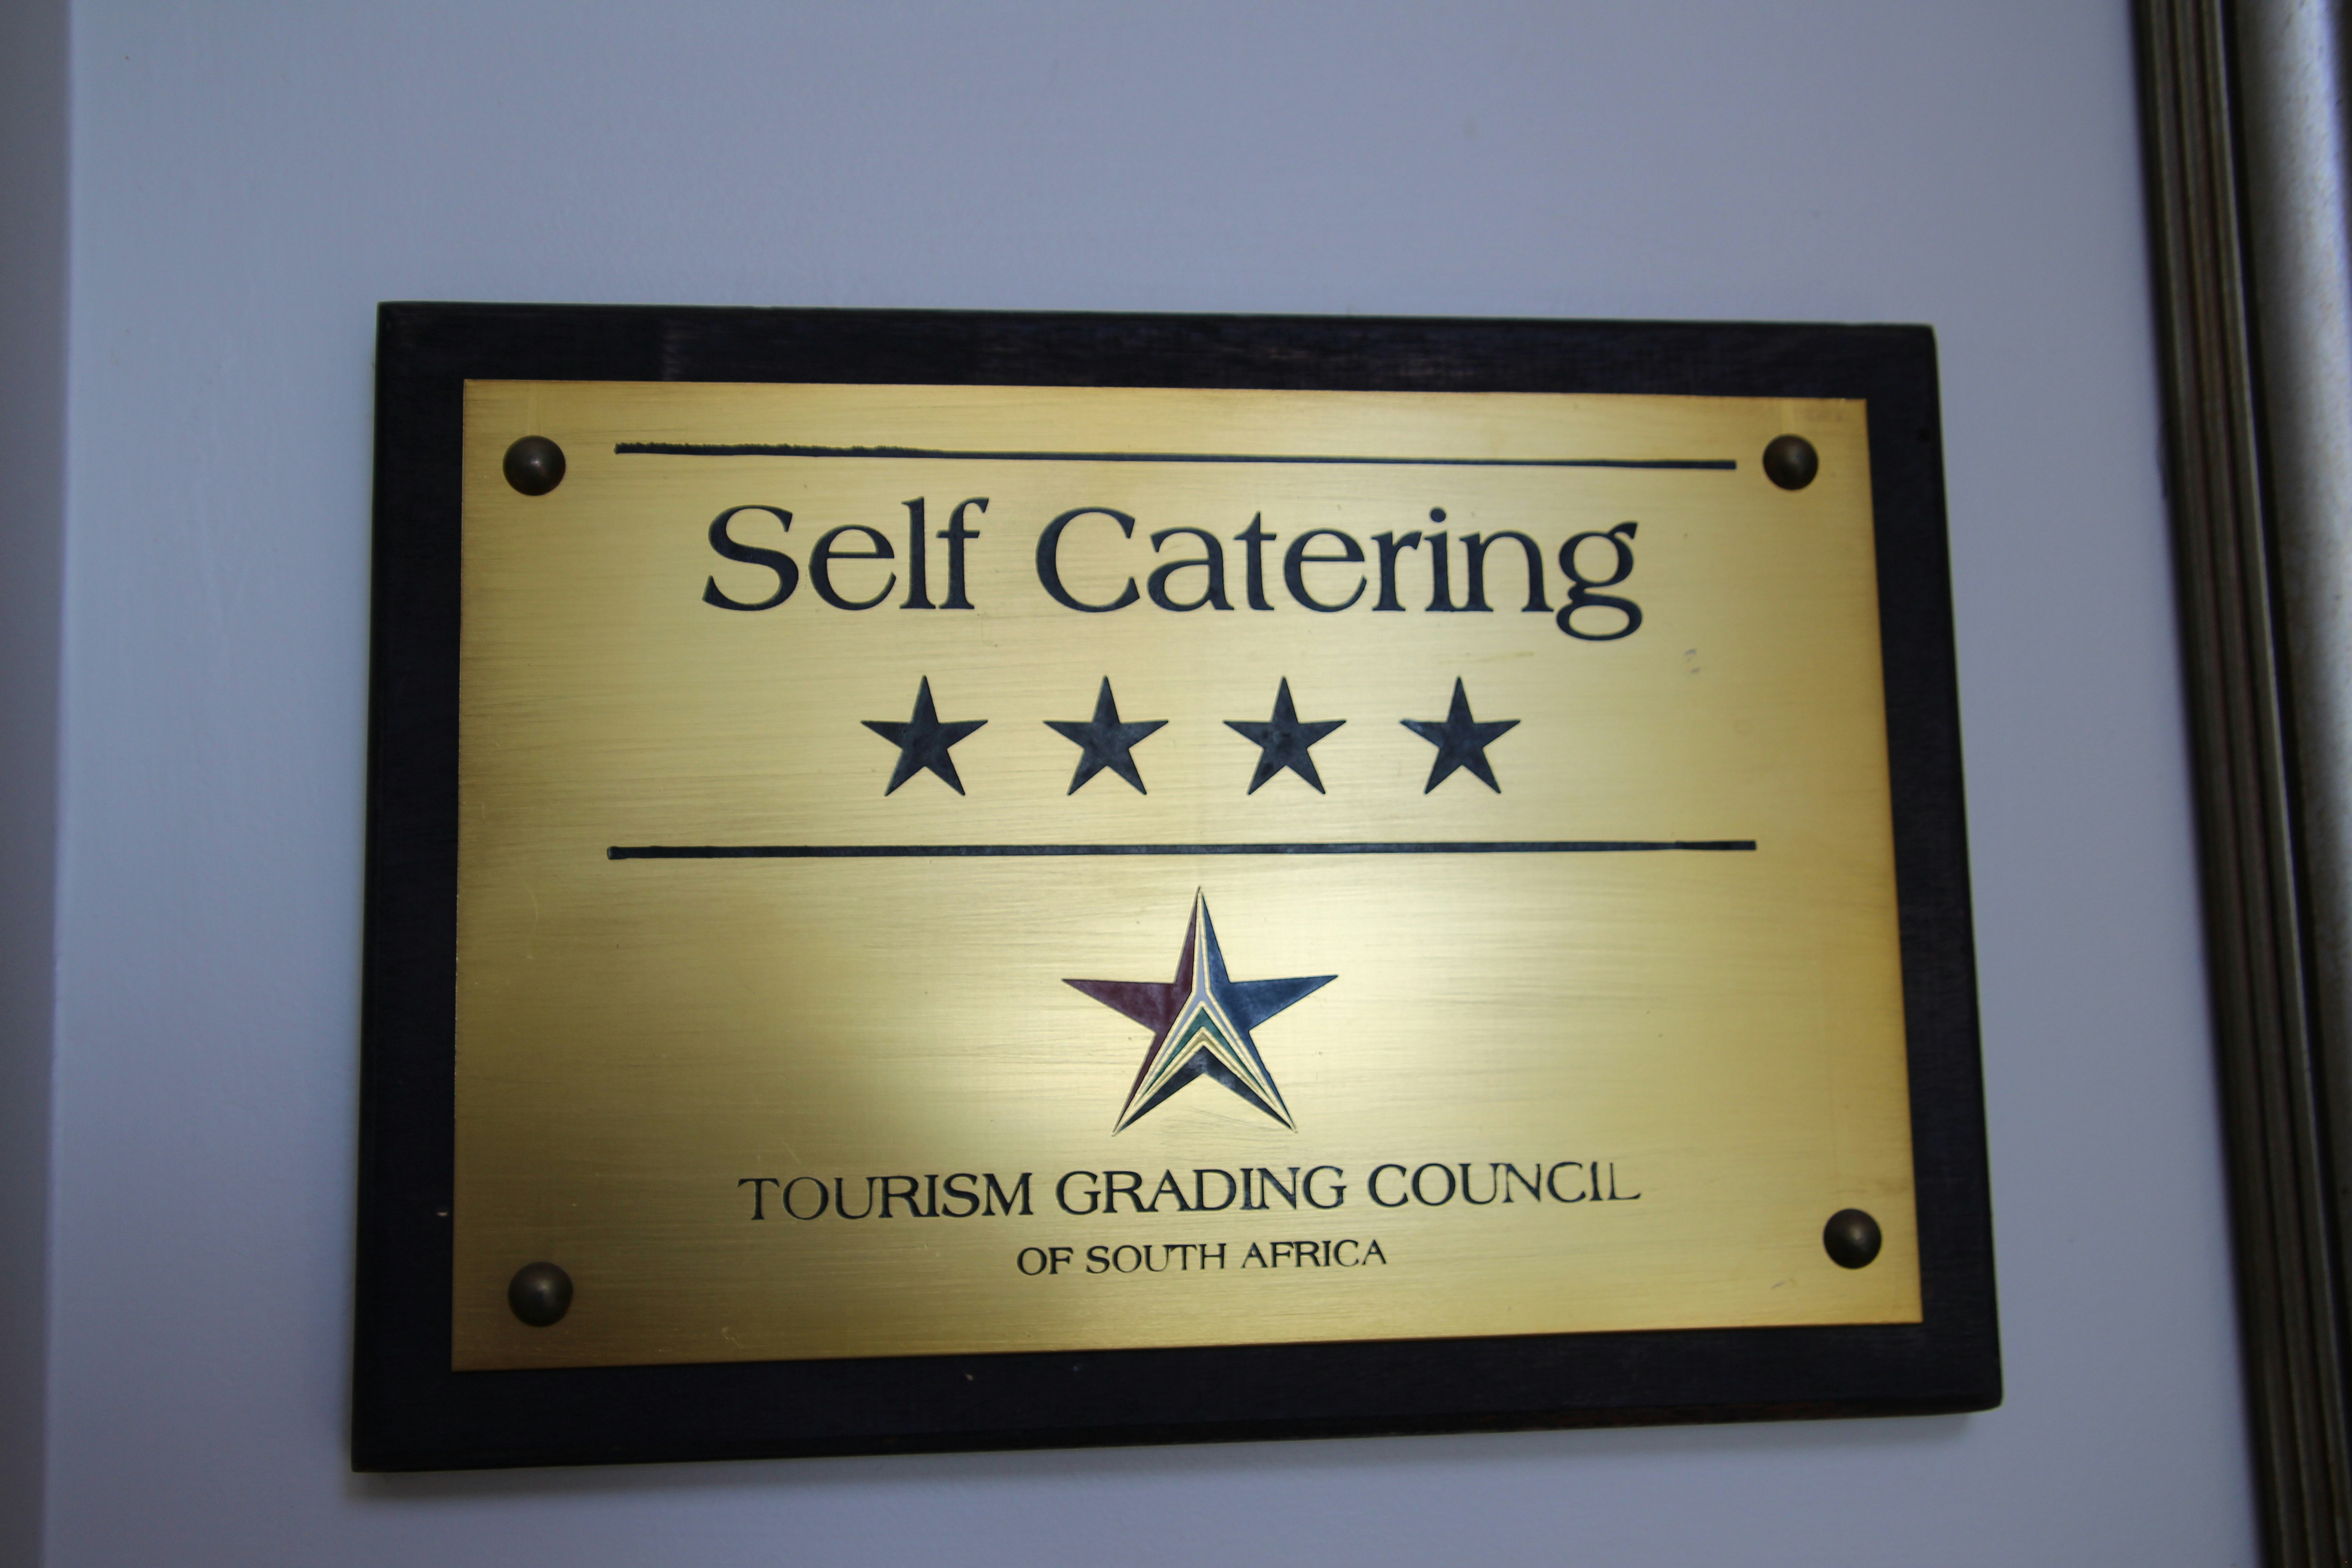 Self Catering
TOURISM GRADING COUNCIL
OF SOUTH AFRICA